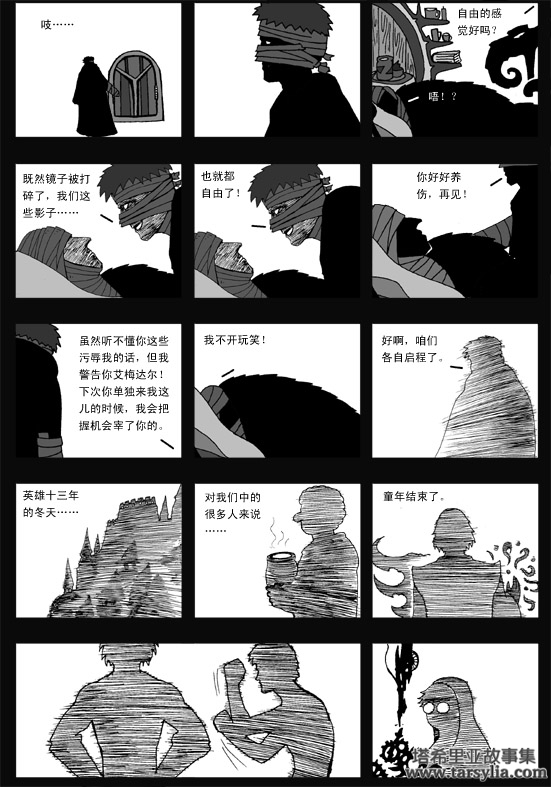 吱……
自由的感
觉好吗？
唔！？
既然镜子被打
碎了，我们这
些影子……
也就都
自由了！
你好好养
伤，再见！
虽然听不懂你这些
污辱我的话，但我
警告你艾梅达尔！
下次你单独来我这
儿的时候，我会把
握机会宰了你的。
我不开玩笑！
好啊，咱们
各自启程了。
英雄十三年
的冬天……
对我们中的
很多人来说
……
童年结束了。
塔希里亚故事集
www.tarsylia.com